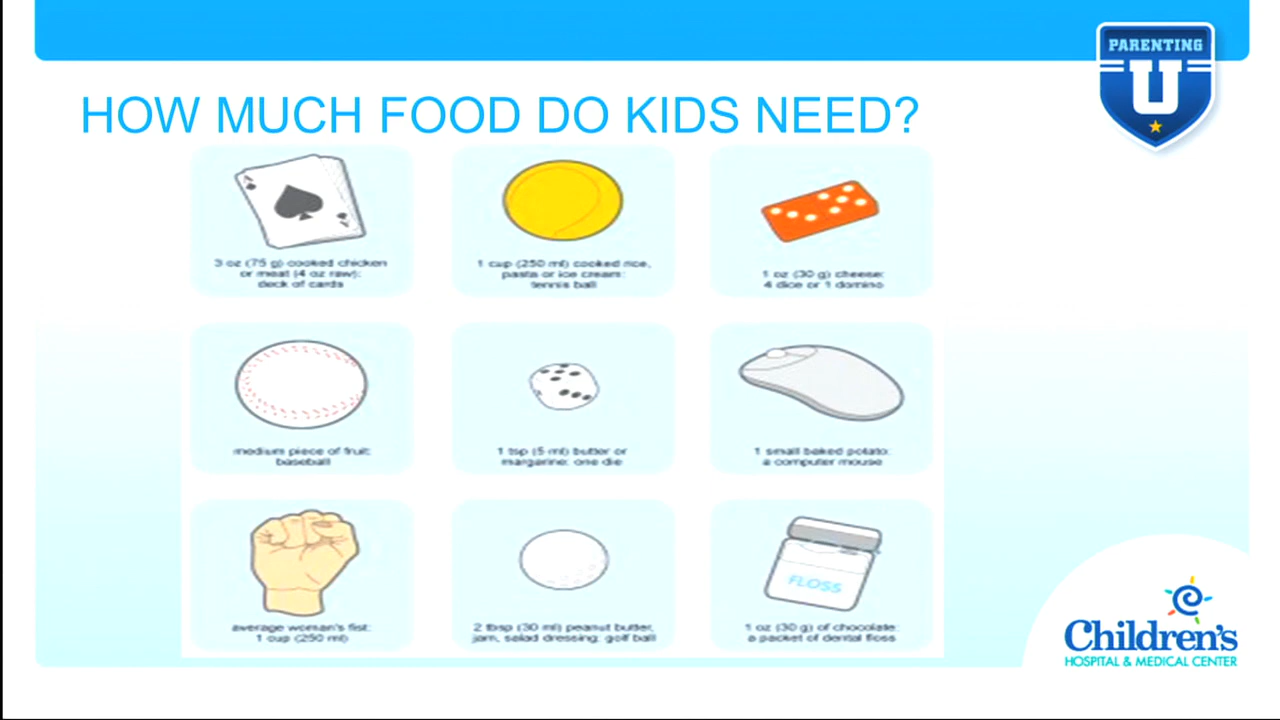 PARENTING
U
HOW MUCH FOOD DO KIDS NEED?
3 oz (75 g) cooked chicken
or meat (4 oz raw):
deck of cards
1 cup (250 ml) cooked rice,
pasta or ice cream:
tennis ball
1 oz (30 g) cheese:
4 dice or 1 domino
medium piece of fruit:
baseball
1 tsp (5 ml) butter or
margarine: one die
1 small baked potato:
a computer mouse
average woman's fist:
1 cup (250 ml)
2 tbsp (30 ml) peanut butter,
jam, salad dressing: golf ball
FLOSS
1 oz (30 g) of chocolate:
a packet of dental floss
Children's
HOSPITAL & MEDICAL CENTER